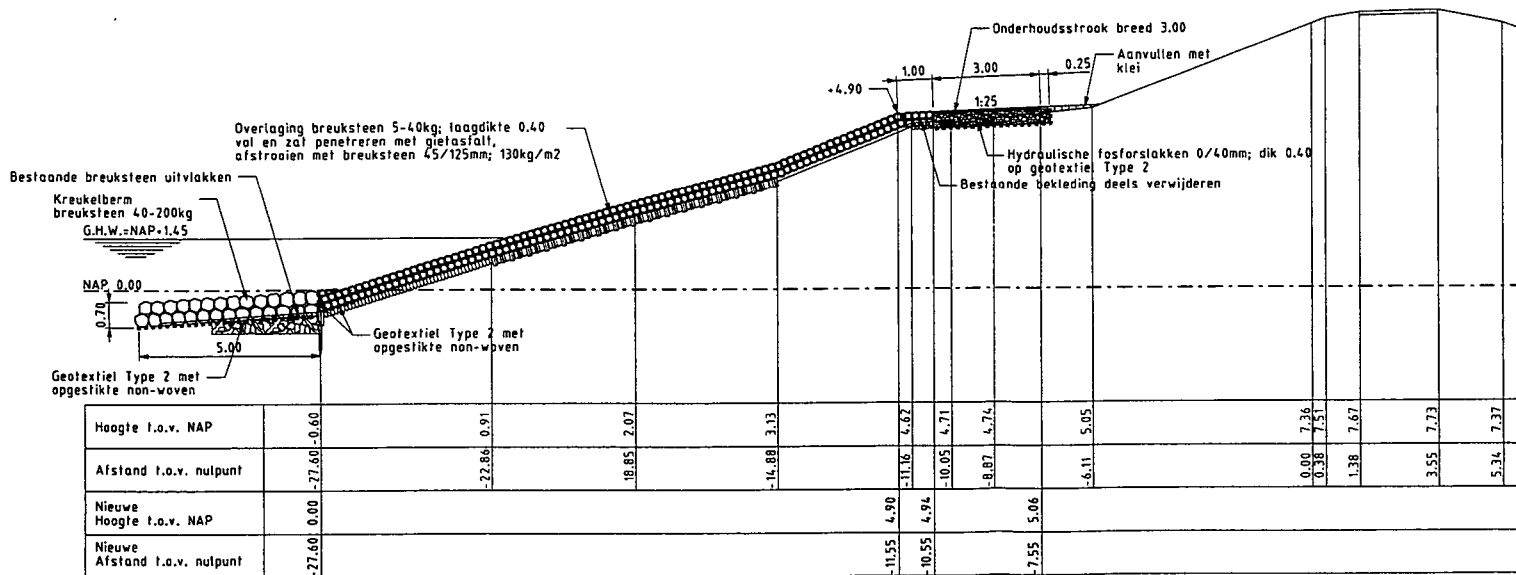 Onderhoudsstrook breed 3.00
Aanvullen met
klei
1.00
3.00
0.25
+4.90
1:25
Overlaging breuksteen 5-40kg; laagdikte 0.40
vol en zat penetreren met gietasfalt,
afstrooien met breuksteen 45/125mm; 130kg/m2
Hydraulische fosforslakken 0/40mm; dik 0.40
op geotextiel Type 2
Bestaande bekleding deels verwijderen
Bestaande breuksteen uitvlakken
Kreukelberm
breuksteen 40-200kg
G.H.W.=NAP+1.45
NAP 0.00
0.70
5.00
Geotextiel Type 2 met
opgestikte non-woven
Geotextiel Type 2 met
opgestikte non-woven
Hoogte t.o.v. NAP -0.60 0.91 2.07 3.13 4.62 4.71 4.74 5.05 7.36 7.51 7.67 7.73 7.37
Afstand t.o.v. nulpunt -27.60 -22.86 18.85 -14.88 -11.16 -10.05 -8.87 -6.11 0.00 0.38 1.38 3.55 5.34
Nieuwe
Hoogte t.o.v. NAP 0.00 4.90 4.94 5.06
Nieuwe
Afstand t.o.v. nulpunt -27.60 -11.55 -10.55 -7.55